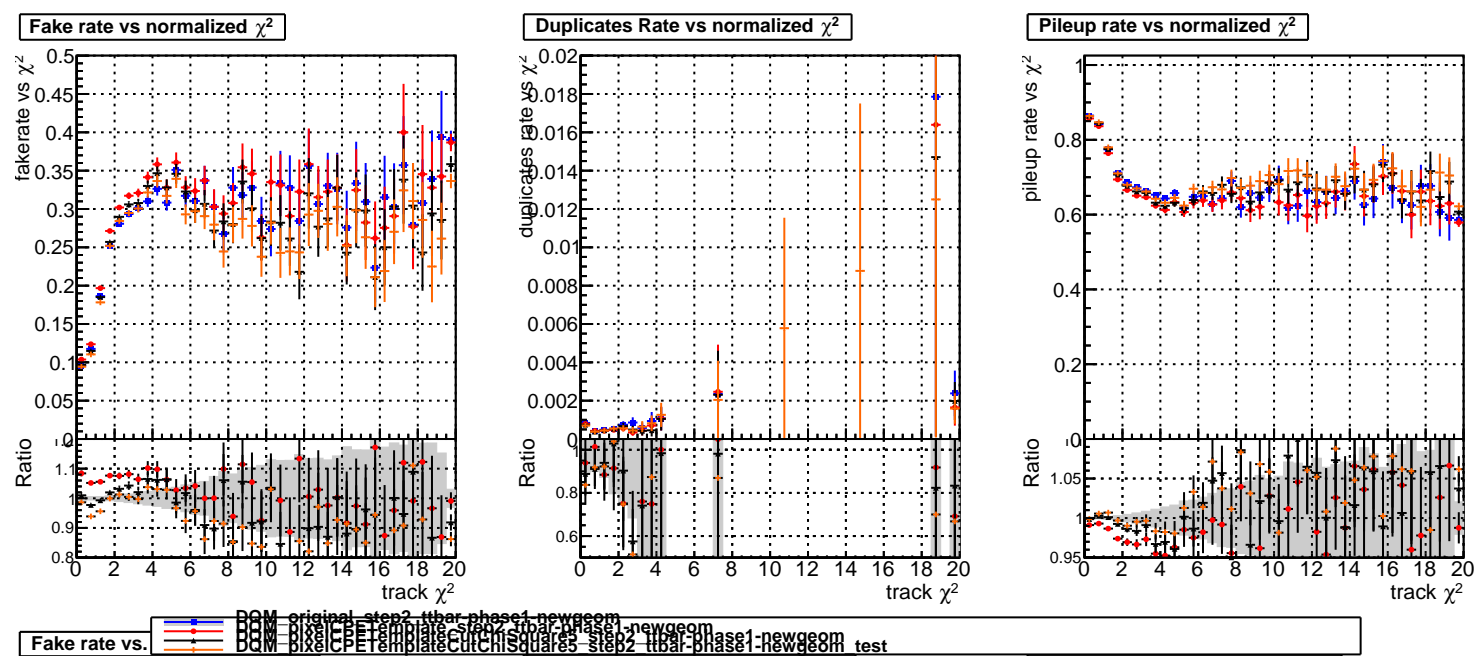 Fake rate vs normalized χ²
Duplicates Rate vs normalized χ²
Pileup rate vs normalized χ²
fakerate vs χ²
0.5
0.45
0.4
0.35
0.3
0.25
0.2
0.15
0.1
0.05
0
Ratio
1.1
1
0.9
0.8
0 2 4 6 8 10 12 14 16 18 20
track χ²
duplicates rate vs χ²
0.02
0.018
0.016
0.014
0.012
0.01
0.008
0.006
0.004
0.002
0
Ratio
1
0.8
0.6
0 2 4 6 8 10 12 14 16 18 20
track χ²
pileup rate vs χ²
1
0.8
0.6
0.4
0.2
0
Ratio
1.05
1
0.95
0 2 4 6 8 10 12 14 16 18 20
track χ²
DQM_original_step2_ttbar-phase1-newgeom
DQM_pixelCPETemplate_step2_ttbar-phase1-newgeom
DQM_pixelCPETemplateCutChiSquare5_step2_ttbar-phase1-newgeom
DQM_pixelCPETemplateCutChiSquare5_step2_ttbar-phase1-newgeom_test
Fake rate vs.